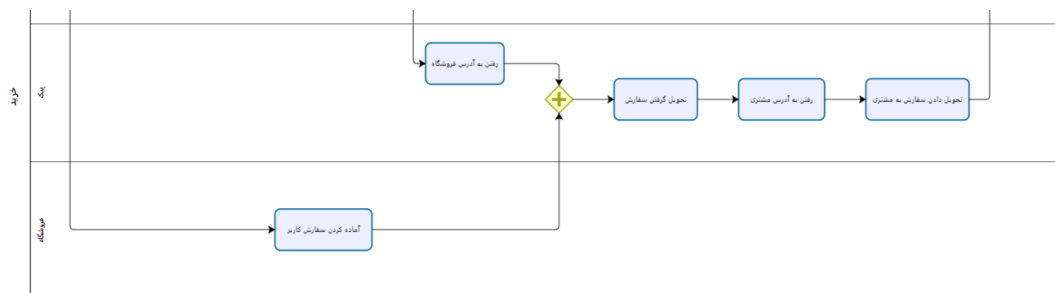 خرید
پیک
رفتن به آدرس فروشگاه
تحویل گرفتن سفارش
رفتن به آدرس مشتری
تحویل دادن سفارش به مشتری
فروشگاه
آماده کردن سفارش کاربر